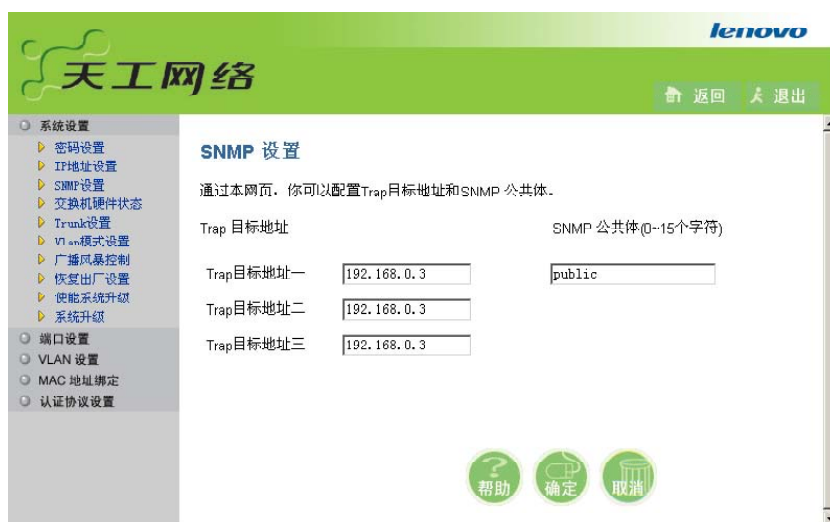 lenovo
天工网络
返回 退出
系统设置
密码设置
IP地址设置
SNMP设置
交换机硬件状态
Trunk设置
Vlan模式设置
广播风暴控制
恢复出厂设置
使能系统升级
系统升级
端口设置
VLAN 设置
MAC 地址绑定
认证协议设置
SNMP 设置
通过本网页，你可以配置Trap目标地址和SNMP 公共体。
Trap 目标地址 SNMP 公共体(0--15个字符)
Trap目标地址一 192.168.0.3 public
Trap目标地址二 192.168.0.3
Trap目标地址三 192.168.0.3
帮助 确定 取消